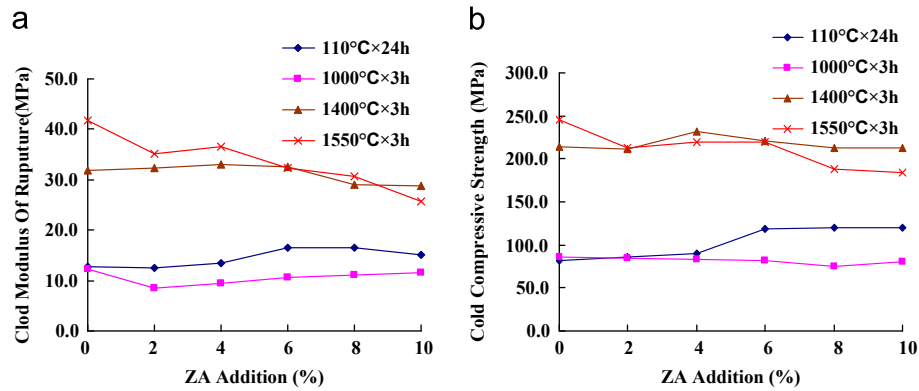 a
110°C×24h
1000°C×3h
1400°C×3h
1550°C×3h
Clod Modulus Of Ruputure(MPa)
50.0
40.0
30.0
20.0
10.0
0.0
0 2 4 6 8 10
ZA Addition (%)
b
110°C×24h
1000°C×3h
1400°C×3h
1550°C×3h
Cold Compressive Strength (MPa)
300.0
250.0
200.0
150.0
100.0
50.0
0.0
0 2 4 6 8 10
ZA Addition (%)